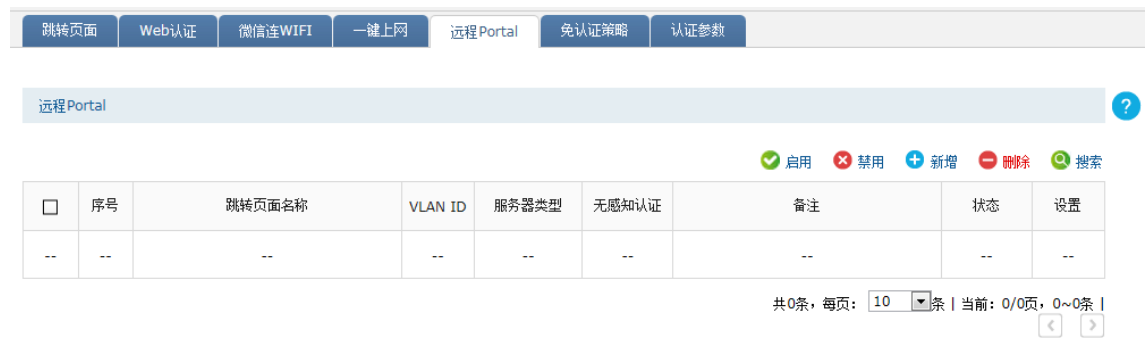 跳转页面 Web认证 微信连WIFI 一键上网 远程Portal 免认证策略 认证参数
远程Portal ?
启用 禁用 新增 删除 搜索
序号 跳转页面名称 VLAN ID 服务器类型 无感知认证 备注 状态 设置
-- -- -- -- -- -- -- -- --
共0条，每页： 10 条 | 当前：0/0页，0~0条 |
< >